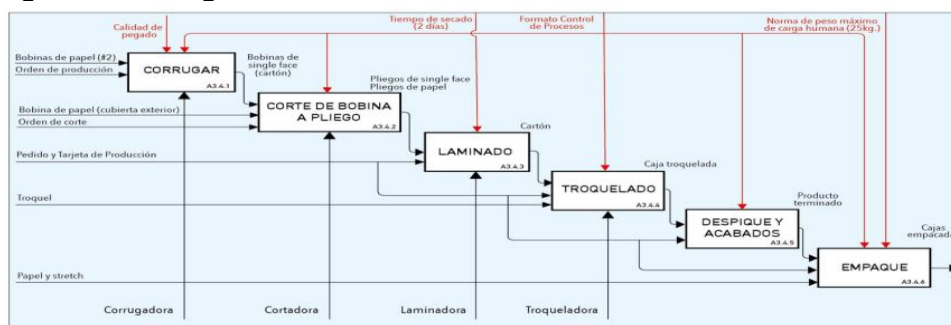 Calidad de
pegado
Tiempo de secado
(2 días)
Formato Control
de Procesos
Norma de peso máximo
de carga humana (25kg.)
Bobinas de papel (#2)
Orden de producción
CORRUGAR
A3.4.1
Bobinas de
single face
(cartón)
Bobina de papel (cubierta exterior)
Orden de corte
CORTE DE BOBINA
A PLIEGO
A3.4.2
Pliegos de single face
Pliegos de papel
Pedido y Tarjeta de Producción
LAMINADO
A3.4.3
Cartón
Troquel
TROQUELADO
A3.4.4
Caja troquelada
DESPIQUE Y
ACABADOS
A3.4.5
Producto
terminado
Papel y stretch
EMPAQUE
A3.4.6
Cajas
empacada
Corrugadora
Cortadora
Laminadora
Troqueladora